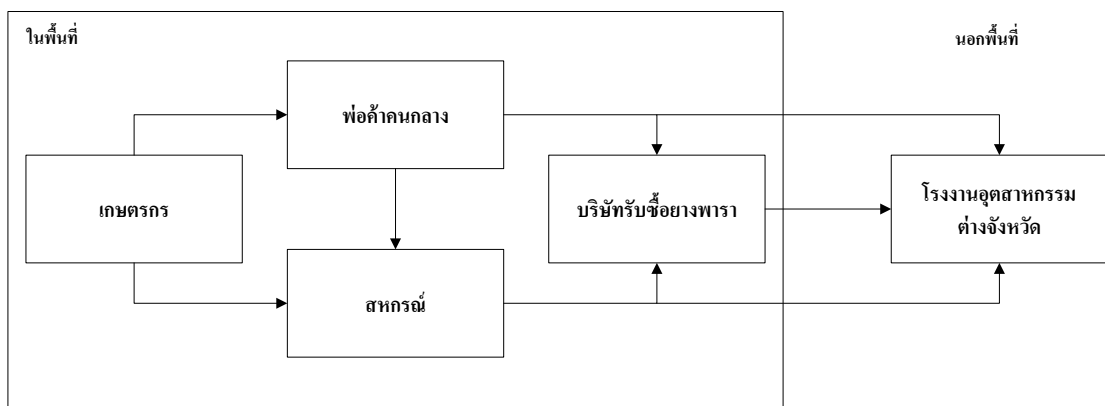 ในพื้นที่
นอกพื้นที่
พ่อค้าคนกลาง
เกษตรกร
บริษัทรับซื้อยางพารา
โรงงานอุตสาหกรรม
ต่างจังหวัด
สหกรณ์